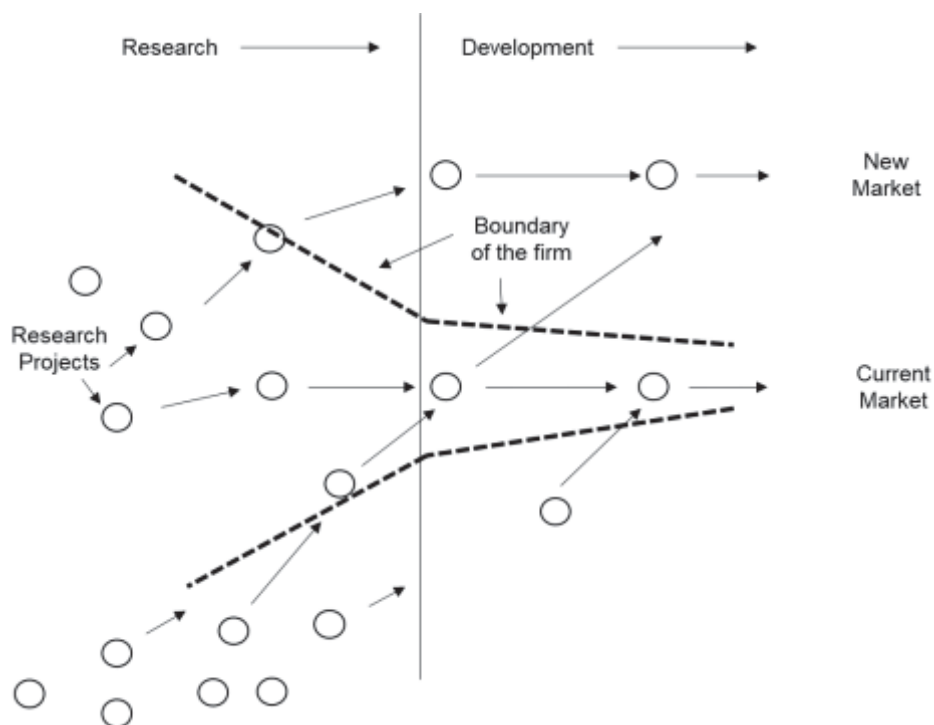 Research
Development
New
Market
Boundary
of the firm
Research
Projects
Current
Market